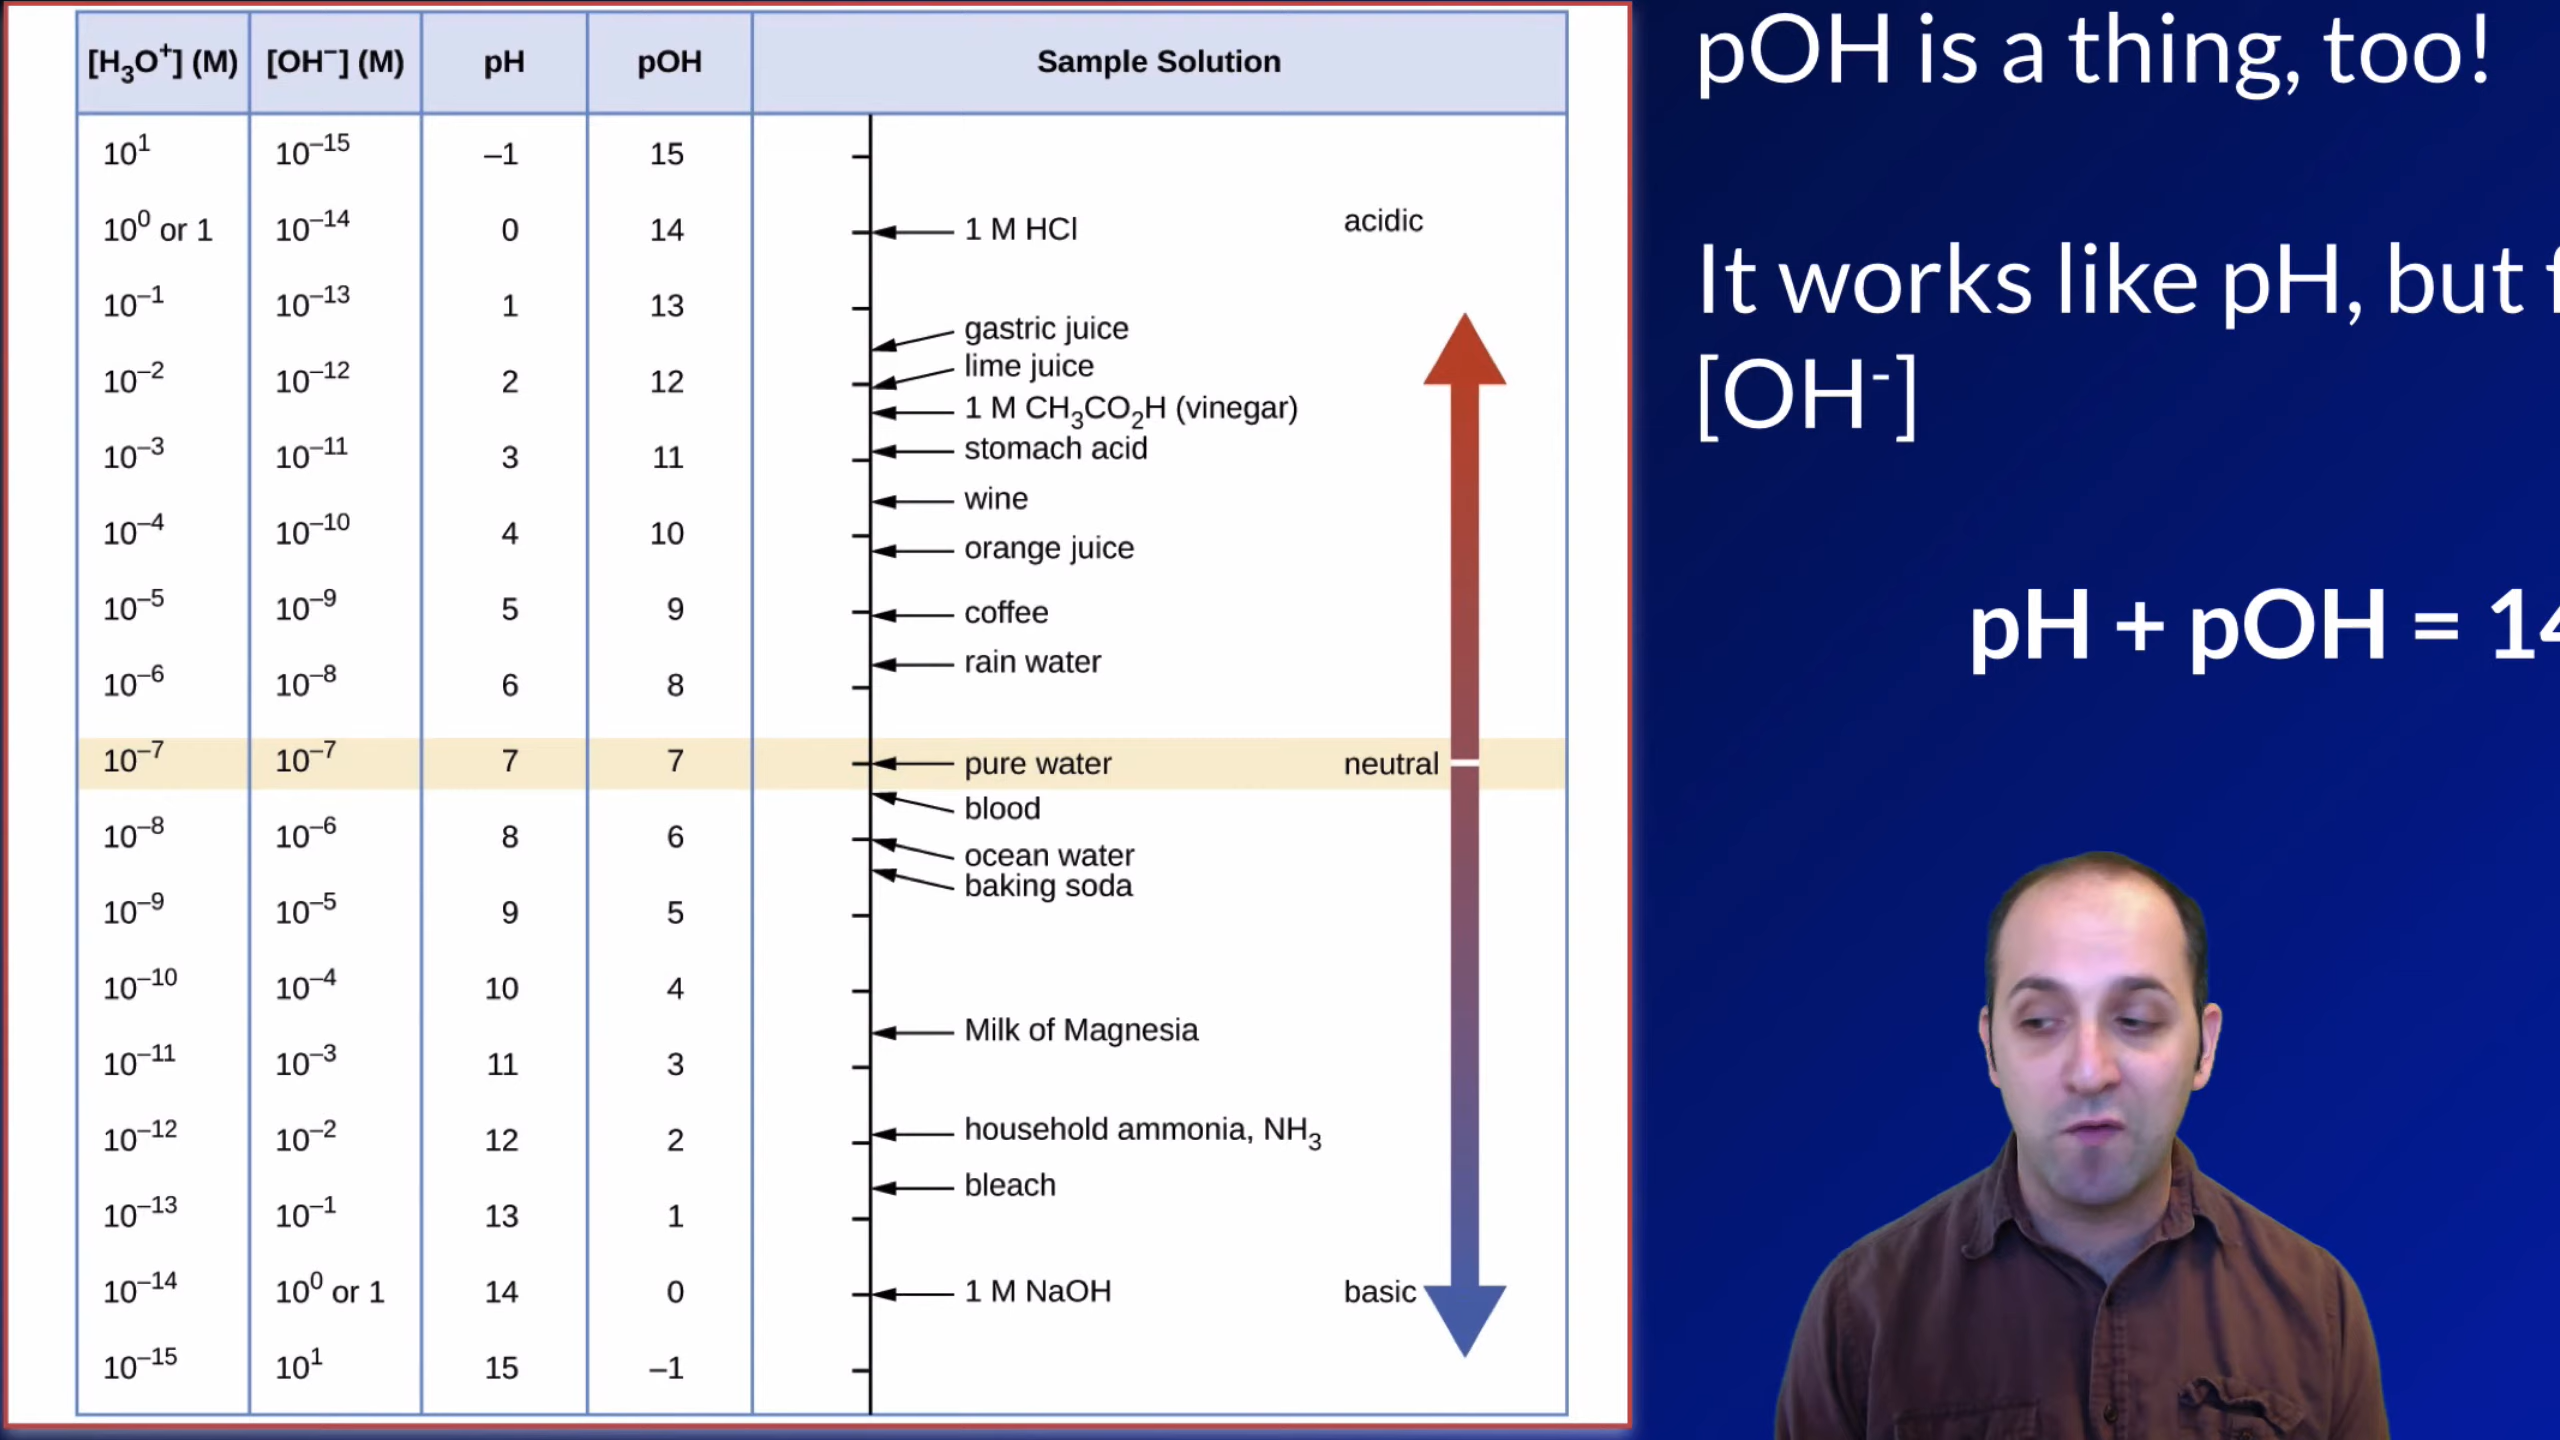 [H₃O⁺] (M) [OH⁻] (M) pH pOH Sample Solution
10¹ 10⁻¹⁵ –1 15
10⁰ or 1 10⁻¹⁴ 0 14 1 M HCl acidic
10⁻¹ 10⁻¹³ 1 13
gastric juice
lime juice
10⁻² 10⁻¹² 2 12
1 M CH₃CO₂H (vinegar)
stomach acid
10⁻³ 10⁻¹¹ 3 11
wine
10⁻⁴ 10⁻¹⁰ 4 10
orange juice
10⁻⁵ 10⁻⁹ 5 9 coffee
rain water
10⁻⁶ 10⁻⁸ 6 8
10⁻⁷ 10⁻⁷ 7 7 pure water neutral
blood
10⁻⁸ 10⁻⁶ 8 6
ocean water
baking soda
10⁻⁹ 10⁻⁵ 9 5
10⁻¹⁰ 10⁻⁴ 10 4
Milk of Magnesia
10⁻¹¹ 10⁻³ 11 3
10⁻¹² 10⁻² 12 2 household ammonia, NH₃
bleach
10⁻¹³ 10⁻¹ 13 1
10⁻¹⁴ 10⁰ or 1 14 0 1 M NaOH basic
10⁻¹⁵ 10¹ 15 –1
pOH is a thing, too!
It works like pH, but
[OH⁻]
pH + pOH = 14